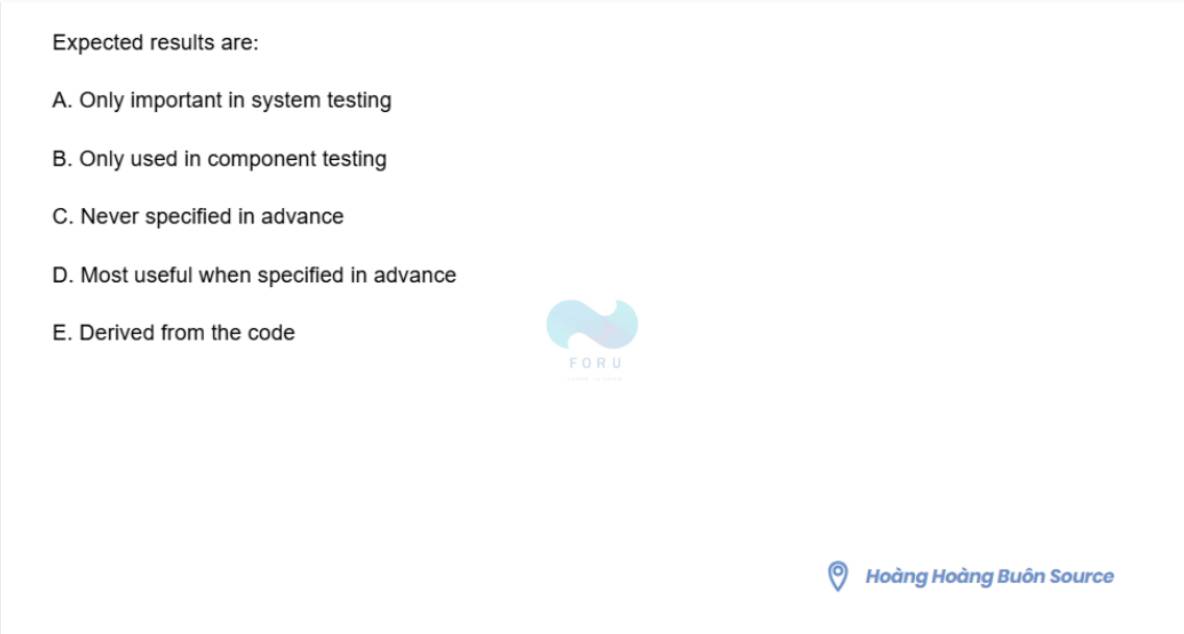 Expected results are:
A. Only important in system testing
B. Only used in component testing
C. Never specified in advance
D. Most useful when specified in advance
E. Derived from the code
FORU
Hoàng Hoàng Buôn Source